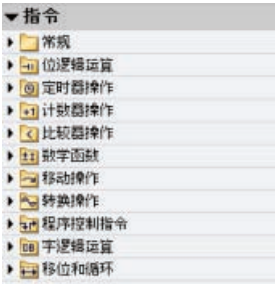 指令
常规
位逻辑运算
定时器操作
计数器操作
比较器操作
数学函数
移动操作
转换操作
程序控制指令
字逻辑运算
移位和循环